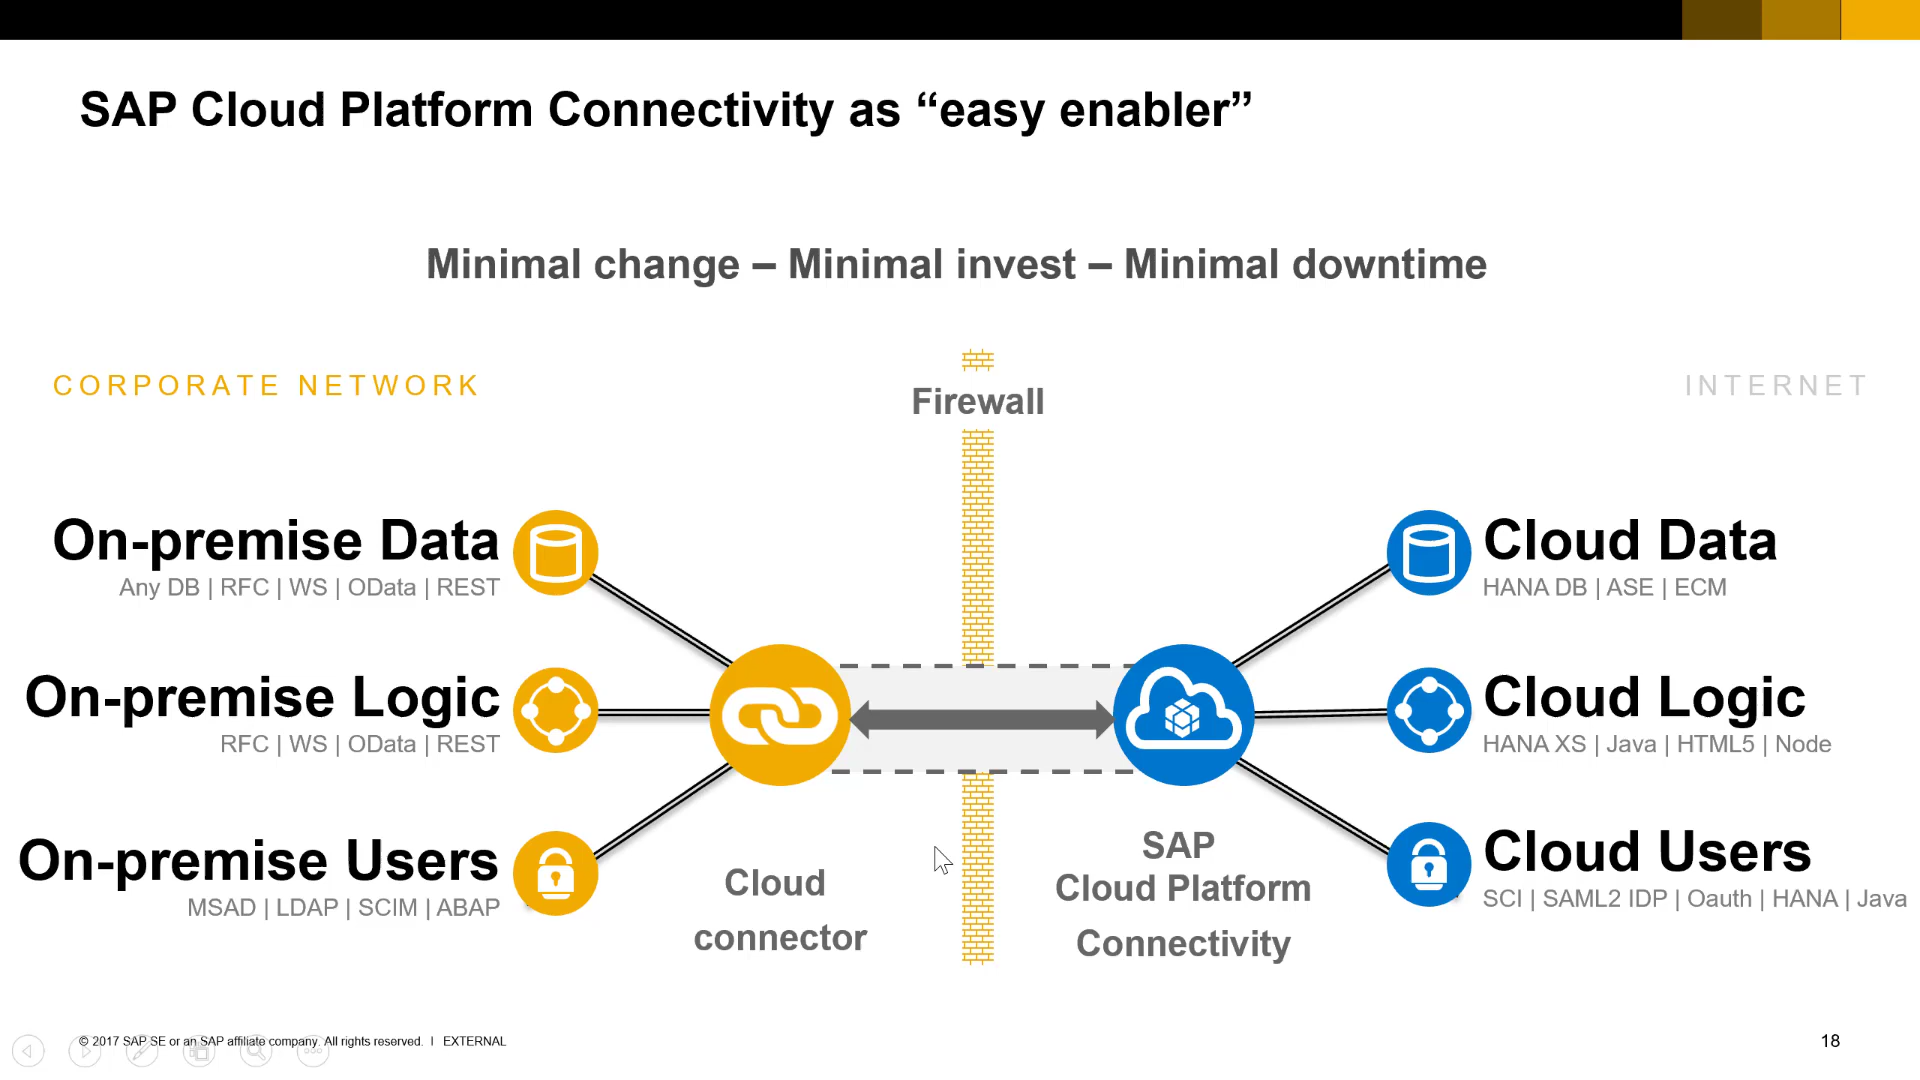 SAP Cloud Platform Connectivity as “easy enabler”
Minimal change – Minimal invest – Minimal downtime
CORPORATE NETWORK
Firewall
INTERNET
On-premise Data
Any DB | RFC | WS | OData | REST
On-premise Logic
RFC | WS | OData | REST
On-premise Users
MSAD | LDAP | SCIM | ABAP
Cloud
connector
SAP
Cloud Platform
Connectivity
Cloud Data
HANA DB | ASE | ECM
Cloud Logic
HANA XS | Java | HTML5 | Node
Cloud Users
SCI | SAML2 IDP | Oauth | HANA | Java
© 2017 SAP SE or an SAP affiliate company. All rights reserved. I EXTERNAL
18